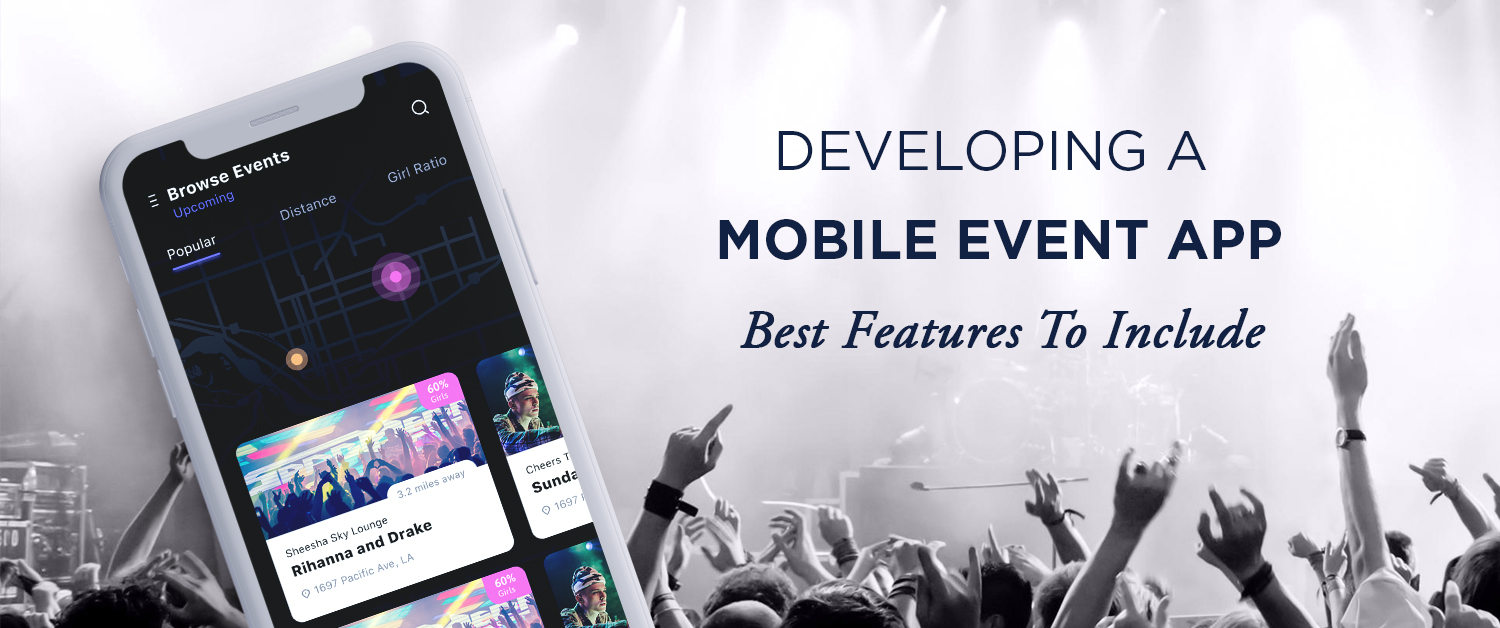 Browse Events
Upcoming
Popular
Distance
Girl Ratio
60%
Girls
3.2 miles away
Sheesha Sky Lounge
Rihanna and Drake
1697 Pacific Ave, LA
Cheers T
Sunda
1697
60%
Girls
DEVELOPING A
MOBILE EVENT APP
Best Features To Include